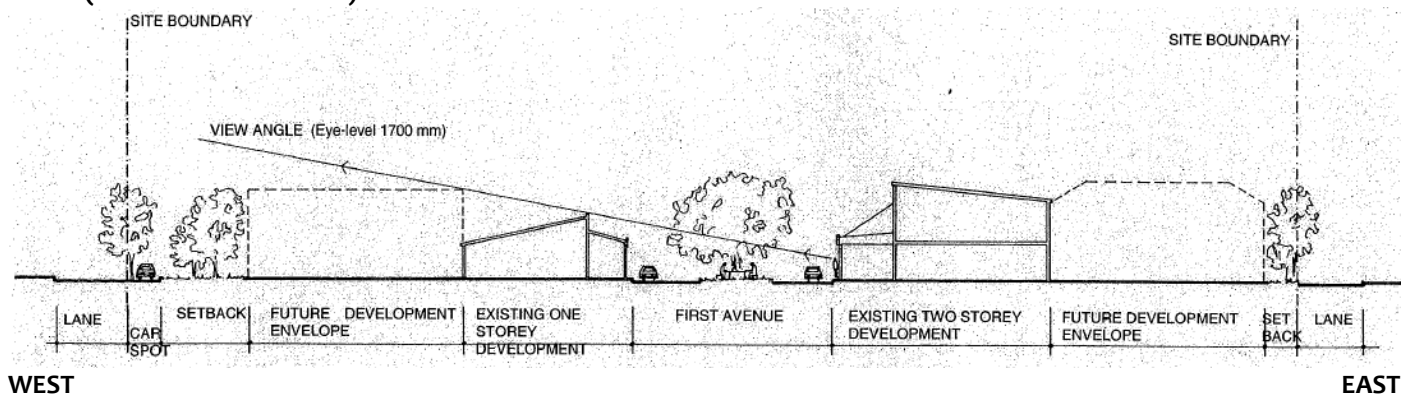 SITE BOUNDARY
SITE BOUNDARY
VIEW ANGLE (Eye-level 1700 mm)
LANE
CAR
SPOT
SETBACK
FUTURE DEVELOPMENT
ENVELOPE
EXISTING ONE
STOREY
DEVELOPMENT
FIRST AVENUE
EXISTING TWO STOREY
DEVELOPMENT
FUTURE DEVELOPMENT
ENVELOPE
SET
BACK
LANE
WEST
EAST